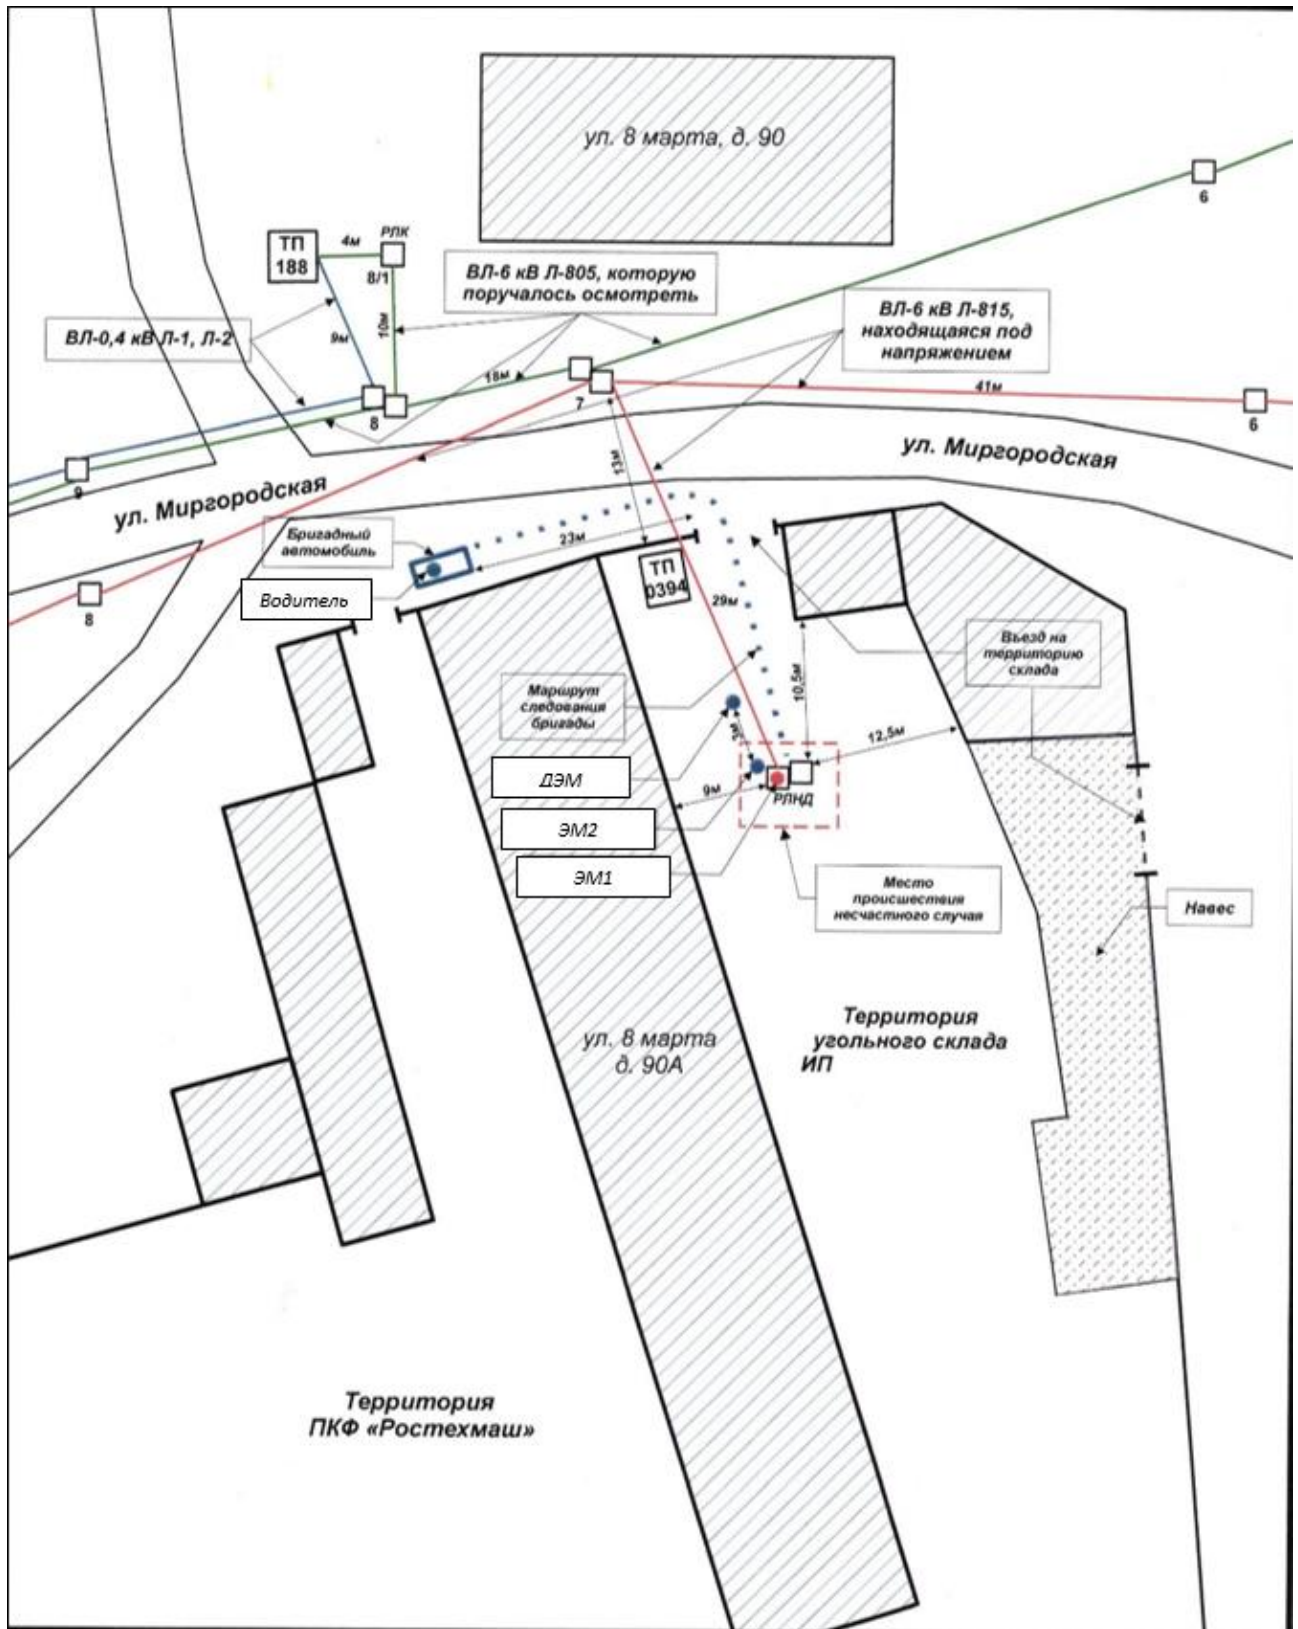 ул. 8 марта, д. 90
6
ТП
188
4м
РЛК
8/1
ВЛ-6 кВ Л-805, которую
поручалось осмотреть
ВЛ-6 кВ Л-815,
находящаяся под
напряжением
ВЛ-0,4 кВ Л-1, Л-2
9м
10м
18м
7
41м
6
8
9
13м
ул. Миргородская
ул. Миргородская
Бригадный
автомобиль
23м
Водитель
8
ТП
0394
29м
Въезд на
территорию
склада
Маршрут
следования
бригады
10,5м
12,5м
3м
ДЭМ
9м
РЛНД
ЭМ2
ЭМ1
Место
происшествия
несчастного случая
Навес
Территория
угольного склада
ИП
ул. 8 марта
д. 90А
Территория
ПКФ «Ростехмаш»